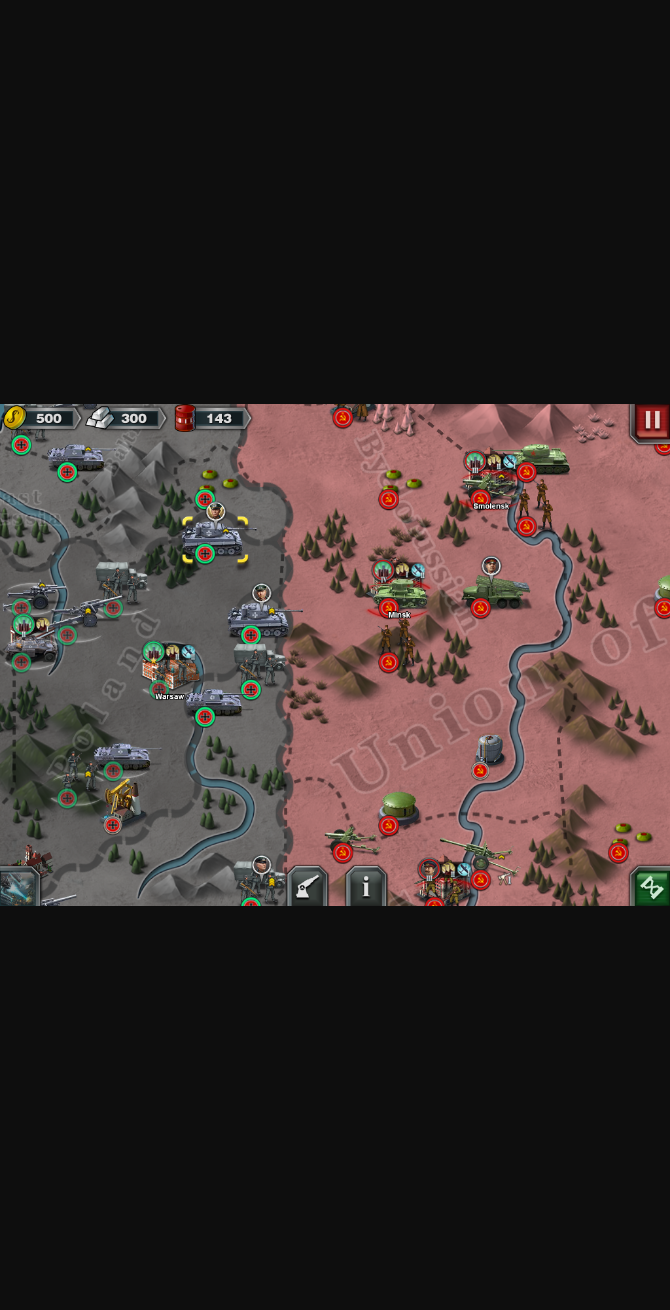 500
300
143
Byelorussia
Smolensk
Minsk
Poland
Warsaw
Union of
i